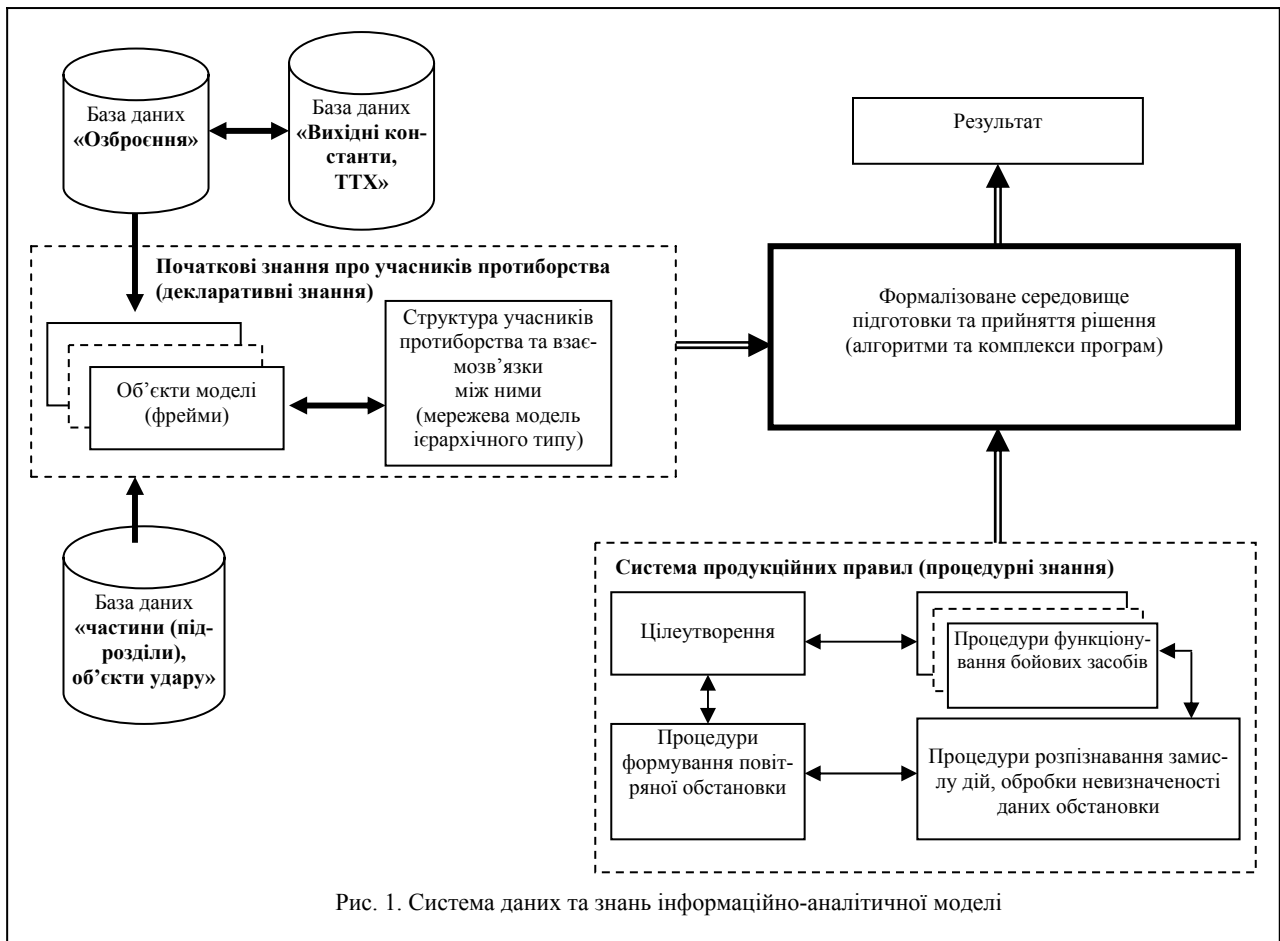 База даних
«Озброєння»
База даних
«Вихідні кон-
станти,
ТТХ»
Результат
Початкові знання про учасників протиборства
(декларативні знання)
Об’єкти моделі
(фрейми)
Структура учасників
протиборства та взає-
мозв’язки
між ними
(мережева модель
ієрархічного типу)
Формалізоване середовище
підготовки та прийняття рішення
(алгоритми та комплекси програм)
База даних
«частини (під-
розділи),
об’єкти удару»
Система продукційних правил (процедурні знання)
Цілеутворення
Процедури функціону-
вання бойових засобів
Процедури
формування повіт-
ряної обстановки
Процедури розпізнавання замис-
лу дій, обробки невизначеності
даних обстановки
Рис. 1. Система даних та знань інформаційно-аналітичної моделі